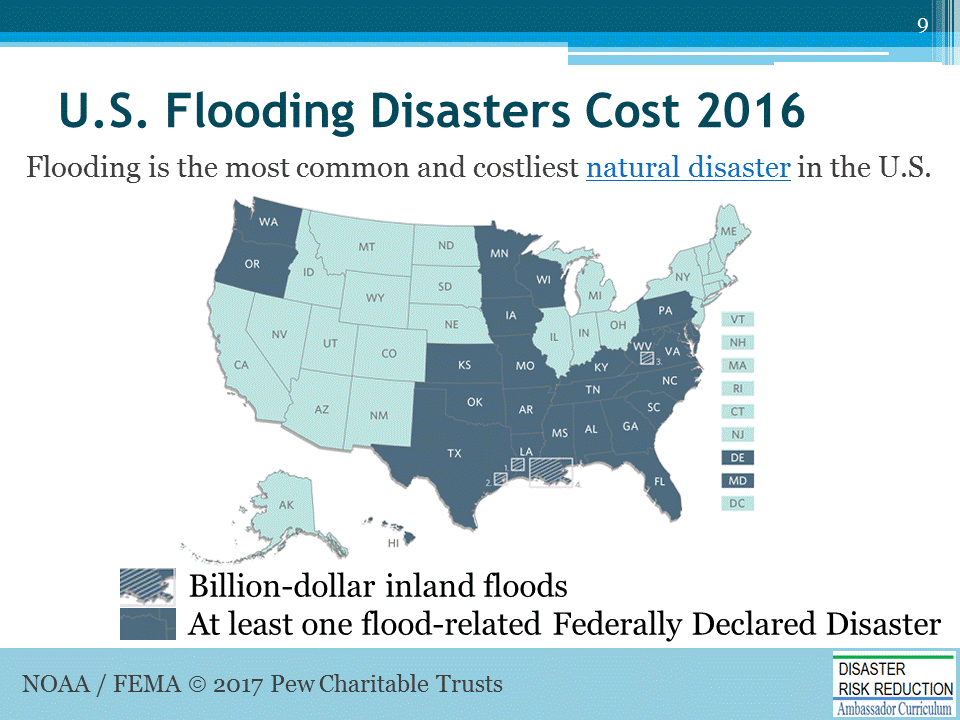 9
U.S. Flooding Disasters Cost 2016
Flooding is the most common and costliest natural disaster in the U.S.
WA
OR
MT
ND
MN
ME
ID
WY
SD
WI
NY
MI
NV
UT
CO
NE
IA
IL
IN
OH
PA
CA
KS
MO
WV
VA
3.
KY
AZ
NM
OK
AR
TN
NC
TX
LA
MS
AL
GA
SC
1.
2.
4.
FL
AK
HI
VT
NH
MA
RI
CT
NJ
DE
MD
DC
Billion-dollar inland floods
At least one flood-related Federally Declared Disaster
NOAA / FEMA © 2017 Pew Charitable Trusts
DISASTER
RISK REDUCTION
Ambassador Curriculum